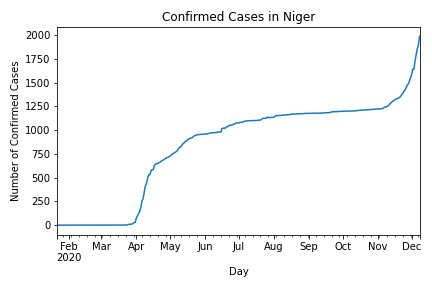 Confirmed Cases in Niger
Number of Confirmed Cases
2000
1750
1500
1250
1000
750
500
250
0
Feb Mar Apr May Jun Jul Aug Sep Oct Nov Dec
2020
Day